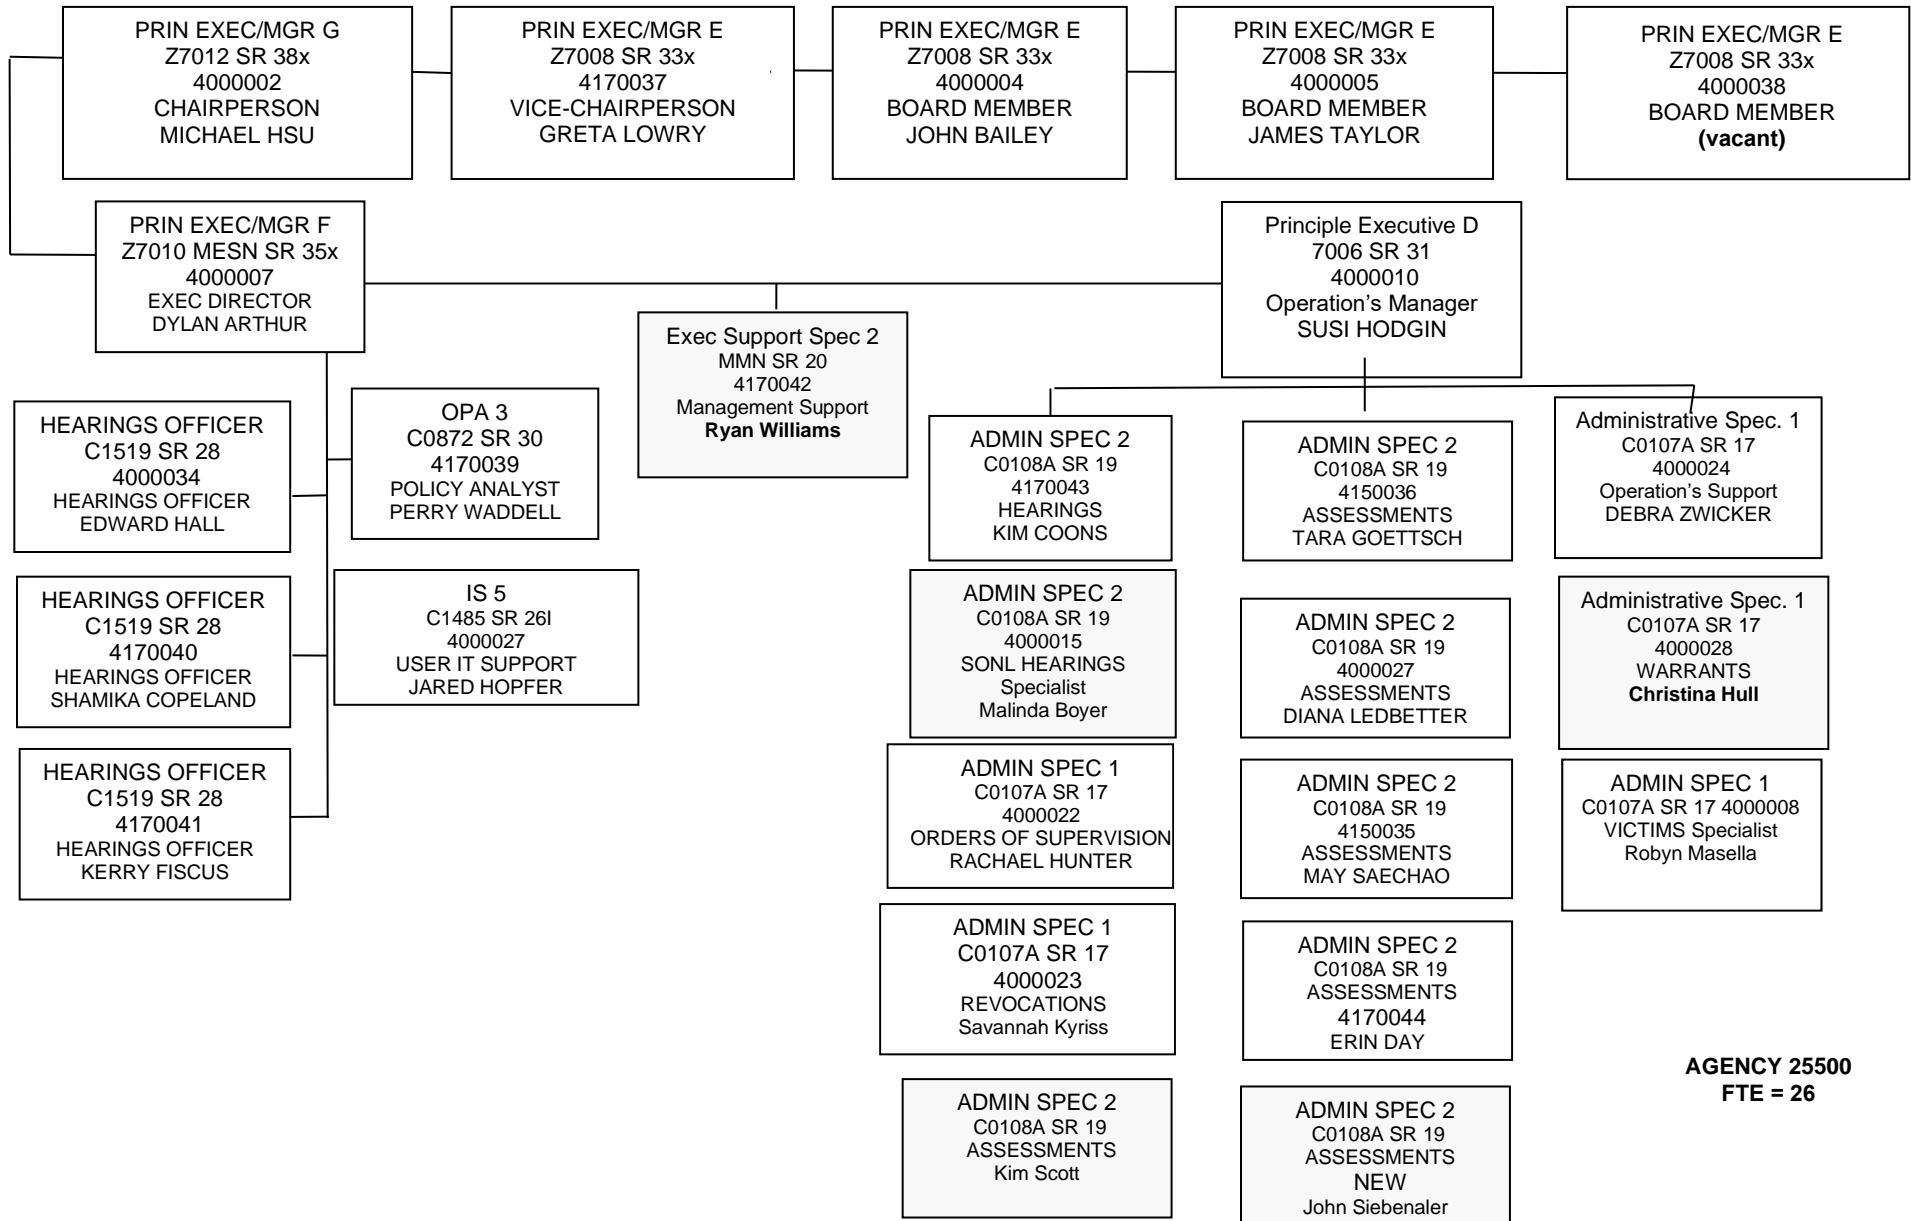 PRIN EXEC/MGR G
Z7012 SR 38x
4000002
CHAIRPERSON
MICHAEL HSU
PRIN EXEC/MGR E
Z7008 SR 33x
4170037
VICE-CHAIRPERSON
GRETA LOWRY
PRIN EXEC/MGR E
Z7008 SR 33x
4000004
BOARD MEMBER
JOHN BAILEY
PRIN EXEC/MGR E
Z7008 SR 33x
4000005
BOARD MEMBER
JAMES TAYLOR
PRIN EXEC/MGR E
Z7008 SR 33x
4000038
BOARD MEMBER
(vacant)
PRIN EXEC/MGR F
Z7010 MESN SR 35x
4000007
EXEC DIRECTOR
DYLAN ARTHUR
Principle Executive D
7006 SR 31
4000010
Operation’s Manager
SUSI HODGIN
Exec Support Spec 2
MMN SR 20
4170042
Management Support
Ryan Williams
HEARINGS OFFICER
C1519 SR 28
4000034
HEARINGS OFFICER
EDWARD HALL
OPA 3
C0872 SR 30
4170039
POLICY ANALYST
PERRY WADDELL
HEARINGS OFFICER
C1519 SR 28
4170040
HEARINGS OFFICER
SHAMIKA COPELAND
IS 5
C1485 SR 26I
4000027
USER IT SUPPORT
JARED HOPFER
HEARINGS OFFICER
C1519 SR 28
4170041
HEARINGS OFFICER
KERRY FISCUS
ADMIN SPEC 2
C0108A SR 19
4170043
HEARINGS
KIM COONS
ADMIN SPEC 2
C0108A SR 19
4150036
ASSESSMENTS
TARA GOETTSCH
Administrative Spec. 1
C0107A SR 17
4000024
Operation’s Support
DEBRA ZWICKER
ADMIN SPEC 2
C0108A SR 19
4000015
SONL HEARINGS
Specialist
Malinda Boyer
ADMIN SPEC 2
C0108A SR 19
4000027
ASSESSMENTS
DIANA LEDBETTER
Administrative Spec. 1
C0107A SR 17
4000028
WARRANTS
Christina Hull
ADMIN SPEC 1
C0107A SR 17
4000022
ORDERS OF SUPERVISION
RACHAEL HUNTER
ADMIN SPEC 2
C0108A SR 19
4150035
ASSESSMENTS
MAY SAECHAO
ADMIN SPEC 1
C0107A SR 17 4000008
VICTIMS Specialist
Robyn Masella
ADMIN SPEC 1
C0107A SR 17
4000023
REVOCATIONS
Savannah Kyriss
ADMIN SPEC 2
C0108A SR 19
ASSESSMENTS
4170044
ERIN DAY
ADMIN SPEC 2
C0108A SR 19
ASSESSMENTS
Kim Scott
ADMIN SPEC 2
C0108A SR 19
ASSESSMENTS
NEW
John Siebenaler
AGENCY 25500
FTE = 26